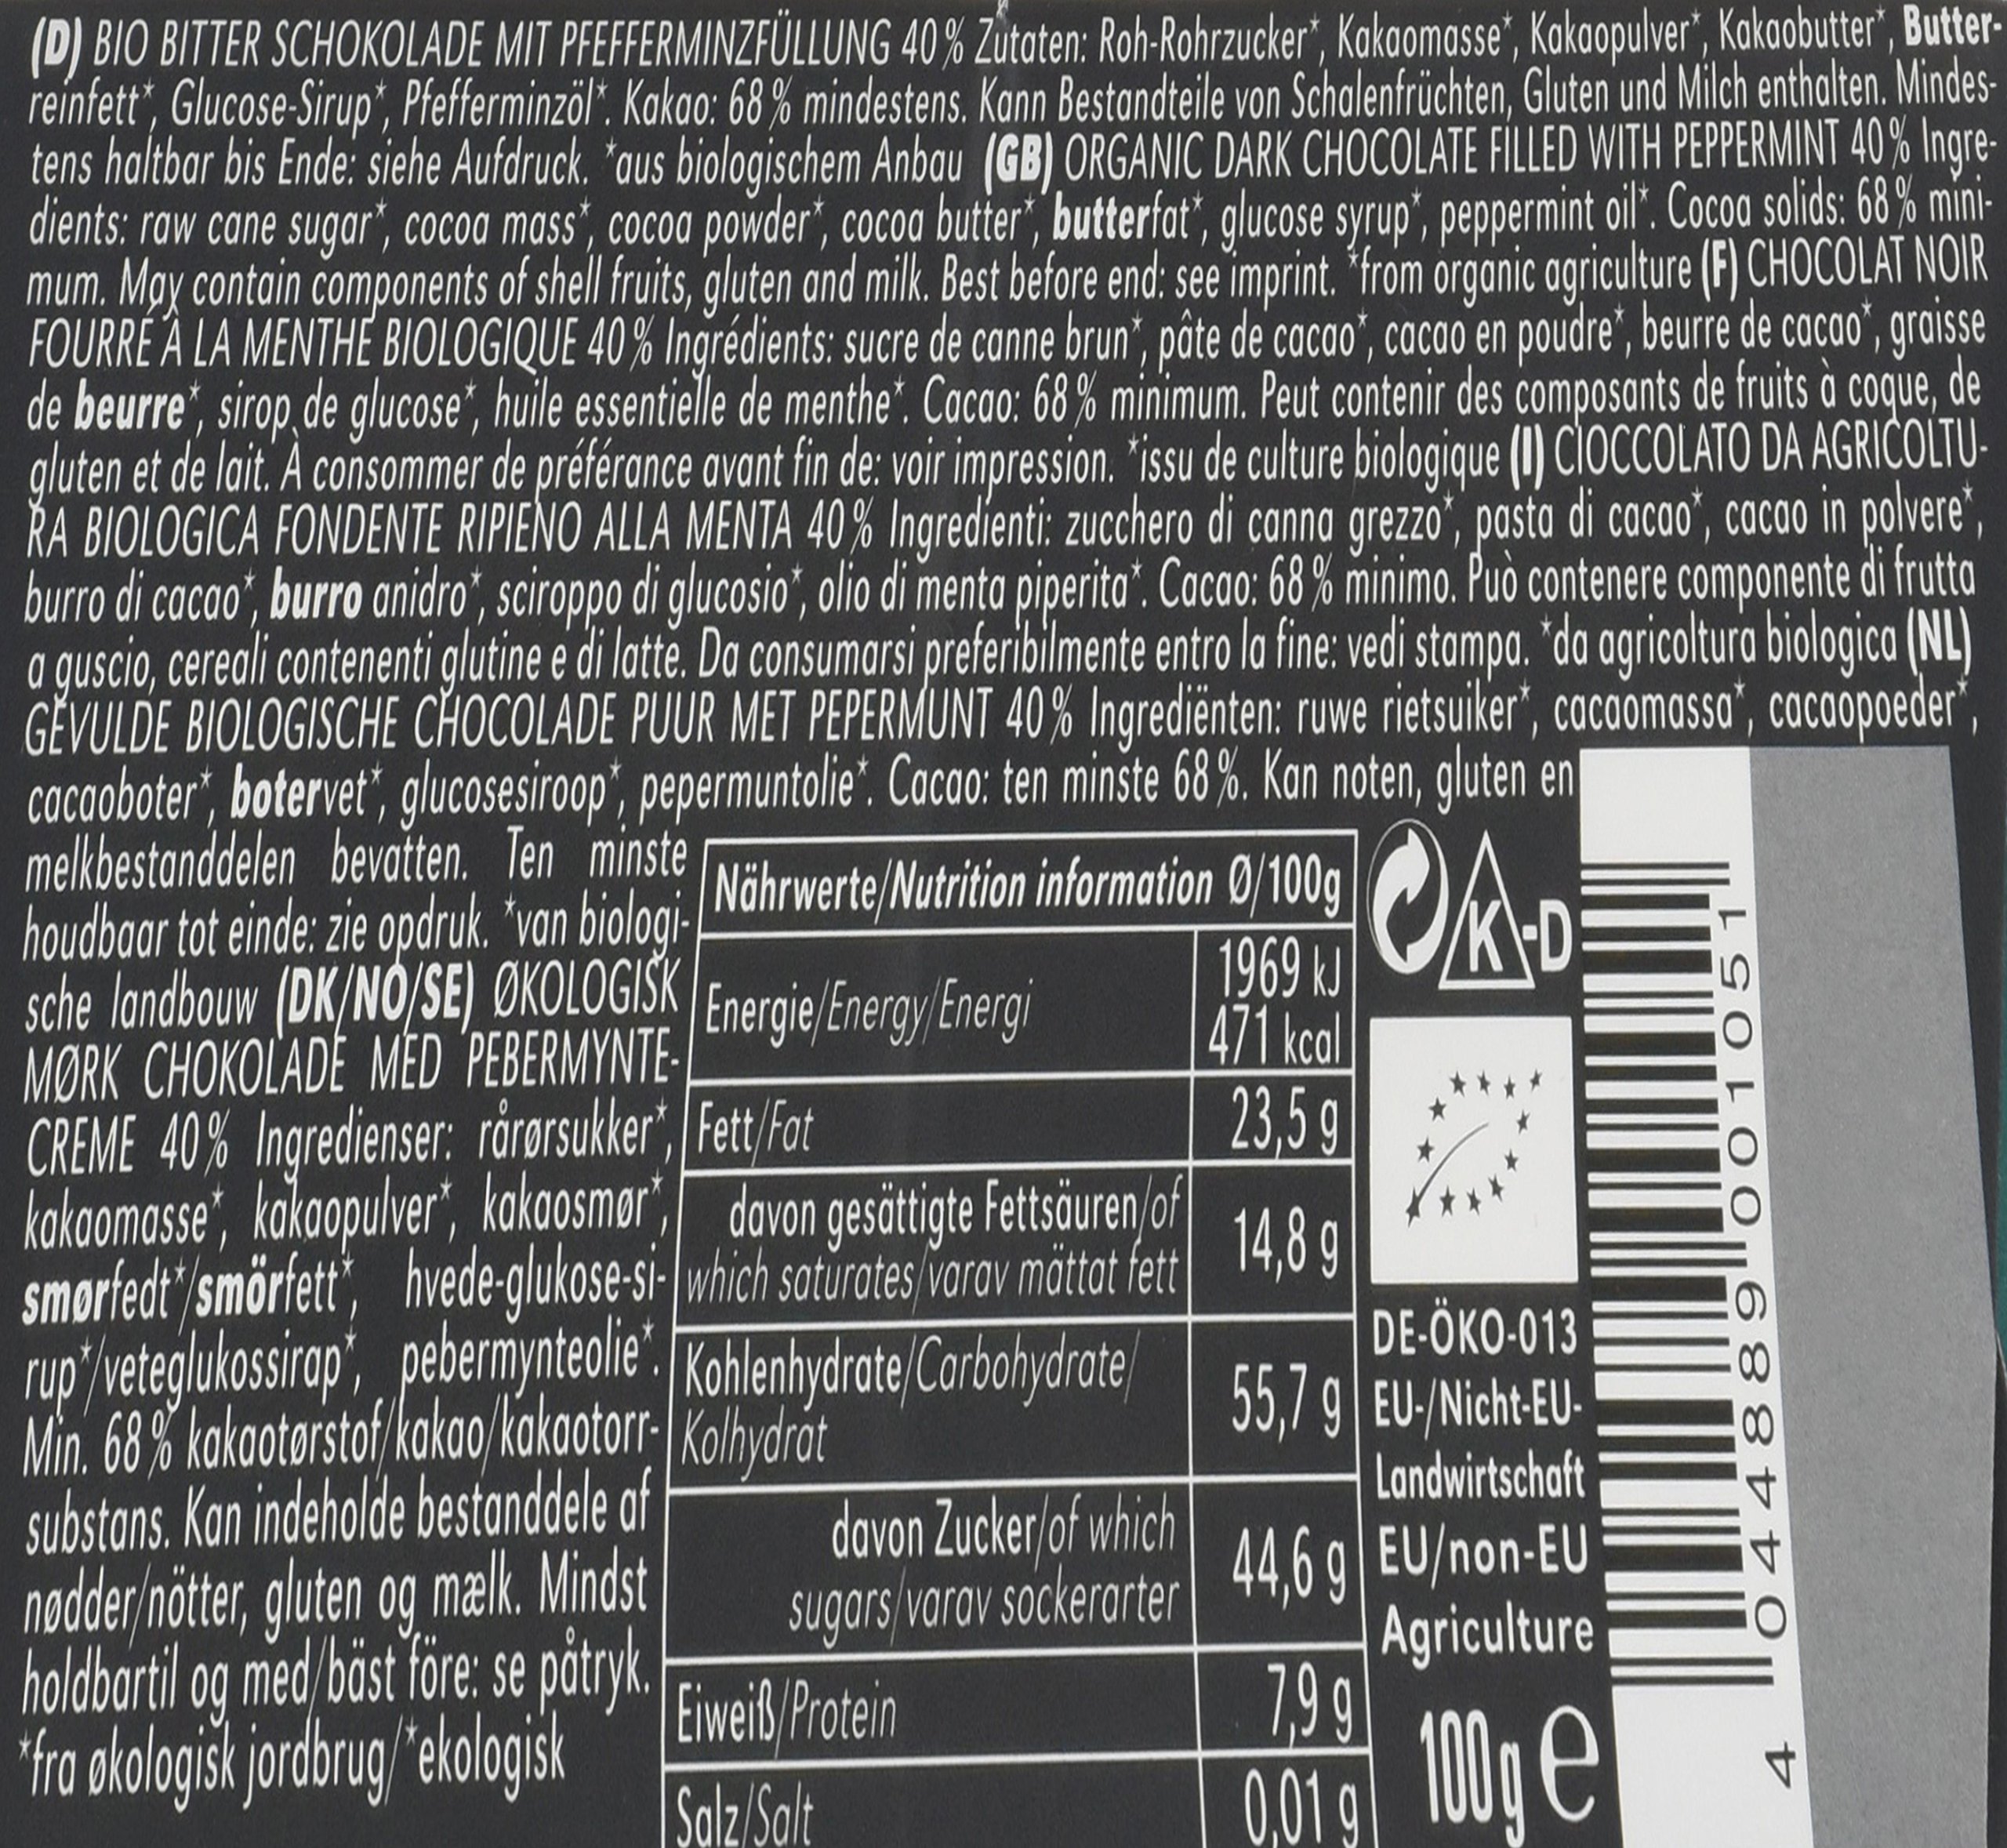 (D) BIO BITTER SCHOKOLADE MIT PFEFFERMINZFÜLLUNG 40% Zutaten: Roh-Rohrzucker*, Kakaomasse*, Kakaopulver*, Kakaobutter*, Butter-
reinfett*, Glucose-Sirup*, Pfefferminzöl*. Kakao: 68% mindestens. Kann Bestandteile von Schalenfrüchten, Gluten und Milch enthalten. Mindes-
tens haltbar bis Ende: siehe Aufdruck. *aus biologischem Anbau (GB) ORGANIC DARK CHOCOLATE FILLED WITH PEPPERMINT 40% Ingre-
dients: raw cane sugar*, cocoa mass*, cocoa powder*, cocoa butter*, butterfat*, glucose syrup*, peppermint oil*. Cocoa solids: 68% mini-
mum. May contain components of shell fruits, gluten and milk. Best before end: see imprint. *from organic agriculture (F) CHOCOLAT NOIR
FOURRÉ À LA MENTHE BIOLOGIQUE 40% Ingrédients: sucre de canne brun*, pâte de cacao*, cacao en poudre*, beurre de cacao*, graisse
de beurre*, sirop de glucose*, huile essentielle de menthe*. Cacao: 68% minimum. Peut contenir des composants de fruits à coque, de
gluten et de lait. À consommer de préférance avant fin de: voir impression. *issu de culture biologique (I) CIOCCOLATO DA AGRICOLTU-
RA BIOLOGICA FONDENTE RIPIENO ALLA MENTA 40% Ingredienti: zucchero di canna grezzo*, pasta di cacao*, cacao in polvere*,
burro di cacao*, burro anidro*, sciroppo di glucosio*, olio di menta piperita*. Cacao: 68% minimo. Può contenere componente di frutta
a guscio, cereali contenenti glutine e di latte. Da consumarsi preferibilmente entro la fine: vedi stampa. *da agricoltura biologica (NL)
GEVULDE BIOLOGISCHE CHOCOLADE PUUR MET PEPERMUNT 40% Ingrediënten: ruwe rietsuiker*, cacaomassa*, cacaopoeder*,
cacaoboter*, botervet*, glucosesiroop*, pepermuntolie*. Cacao: ten minste 68%. Kan noten, gluten en
melkbestanddelen bevatten. Ten minste
houdbaar tot einde: zie opdruk. *van biologi-
sche landbouw (DK/NO/SE) ØKOLOGISK
MØRK CHOKOLADE MED PEBERMYNTE-
CREME 40% Ingredienser: rårørsukker*,
kakaomasse*, kakaopulver*, kakaosmør*,
smørfedt*/smörfett*, hvede-glukose-si-
rup*/veteglukossirap*, pebermynteolie*.
Min. 68% kakaotørstof/kakao/kakaotorr-
substans. Kan indeholde bestanddele af
nødder/nötter, gluten og mælk. Mindst
holdbartil og med/bäst före: se påtryk.
*fra økologisk jordbrug/*ekologisk
Nährwerte/Nutrition information Ø/100g
Energie/Energy/Energi 1969 kJ
471 kcal
Fett/Fat 23,5 g
davon gesättigte Fettsäuren/of
which saturates/varav mättat fett 14,8 g
Kohlenhydrate/Carbohydrate/
Kolhydrat 55,7 g
davon Zucker/of which
sugars/varav sockerarter 44,6 g
Eiweiß/Protein 7,9 g
Salz/Salt 0,01 g
K-D
DE-ÖKO-013
EU-/Nicht-EU-
Landwirtschaft
EU/non-EU
Agriculture
100g e
4 044889 001051